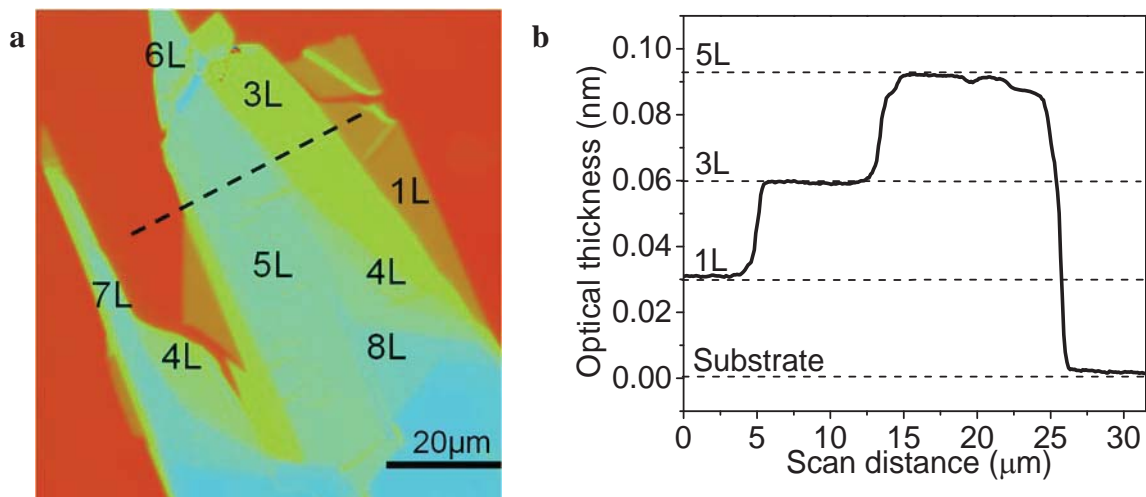 a
6L
3L
1L
5L
4L
7L
4L
8L
20μm
b
Optical thickness (nm)
0.10
0.08
0.06
0.04
0.02
0.00
5L
3L
1L
Substrate
0 5 10 15 20 25 30
Scan distance (μm)